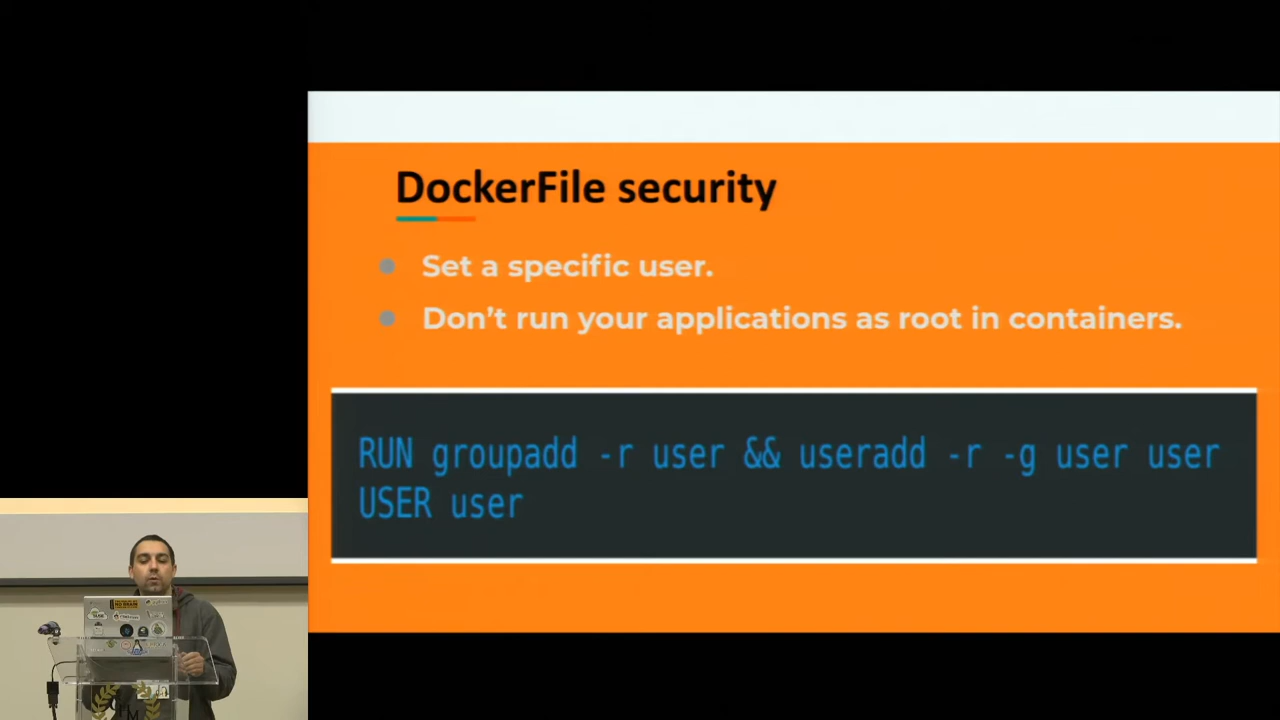 DockerFile security
Set a specific user.
Don't run your applications as root in containers.
RUN groupadd -r user && useradd -r -g user user
USER user